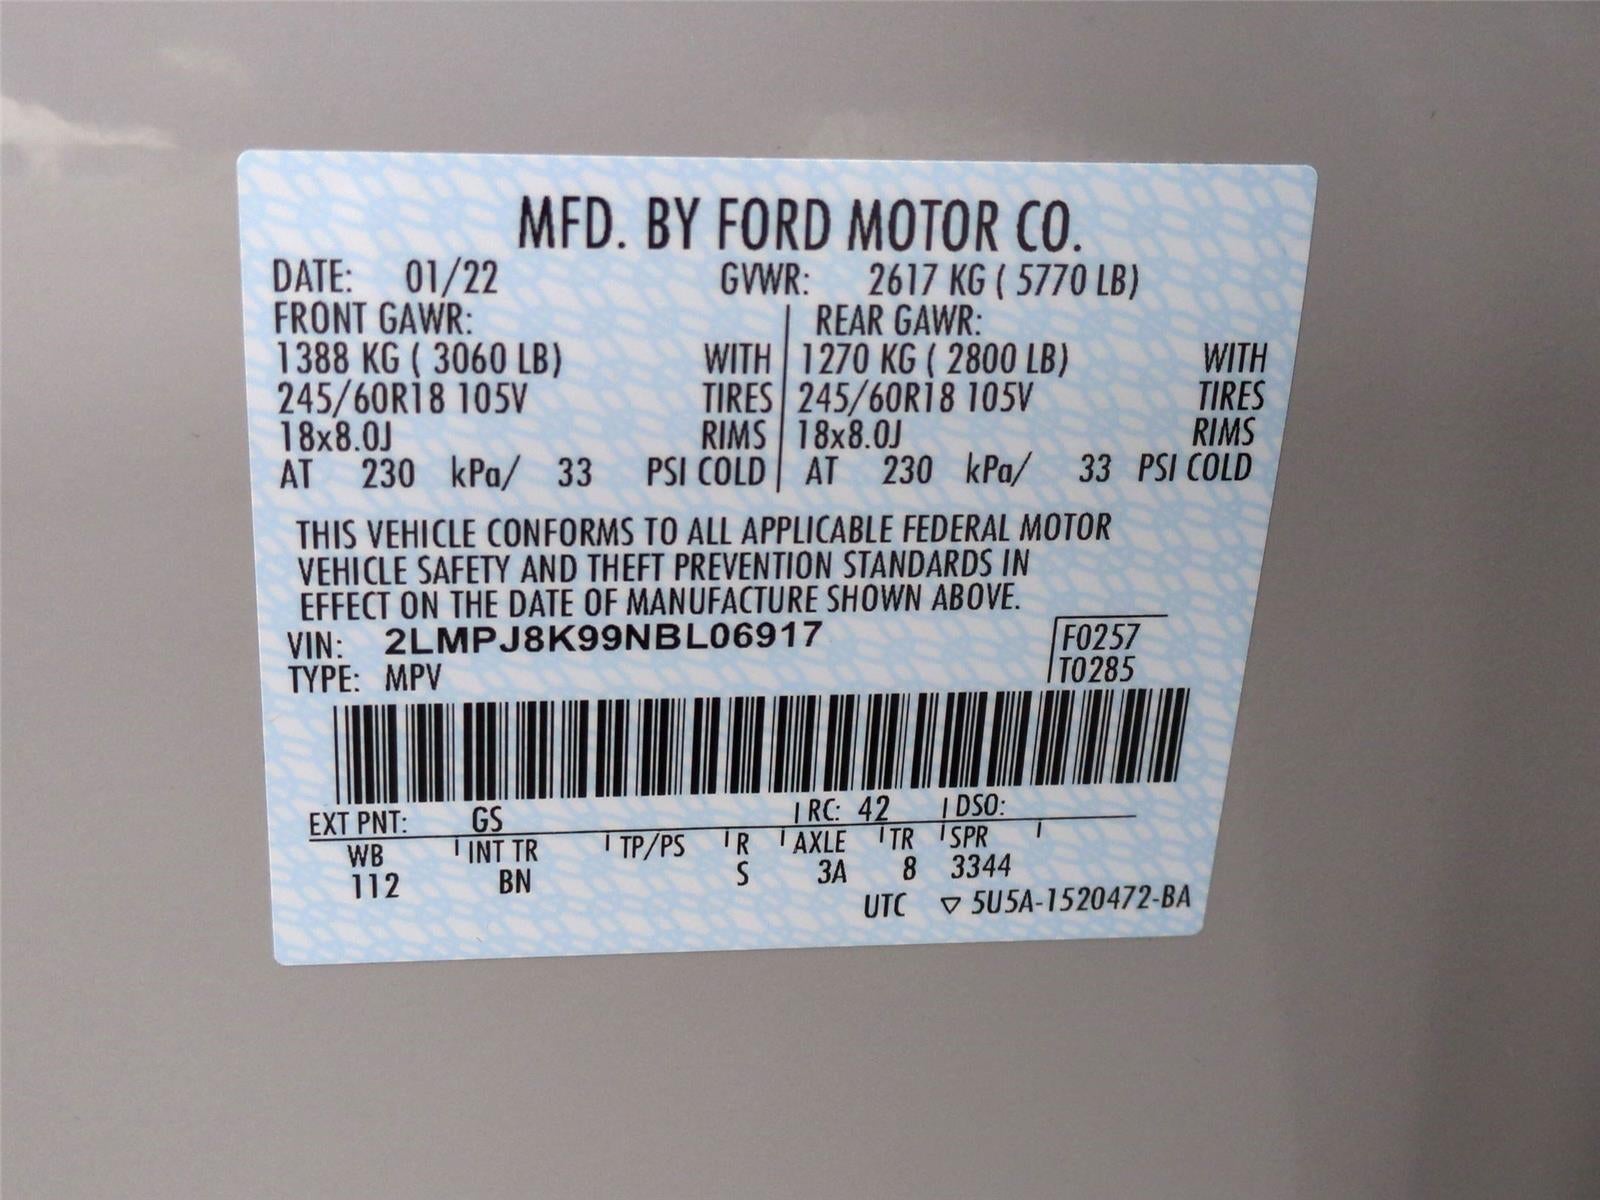 MFD. BY FORD MOTOR CO.
DATE: 01/22 GVWR: 2617 KG ( 5770 LB)
FRONT GAWR: REAR GAWR:
1388 KG ( 3060 LB) WITH 1270 KG ( 2800 LB) WITH
245/60R18 105V TIRES 245/60R18 105V TIRES
18x8.0J RIMS 18x8.0J RIMS
AT 230 kPa/ 33 PSI COLD AT 230 kPa/ 33 PSI COLD
THIS VEHICLE CONFORMS TO ALL APPLICABLE FEDERAL MOTOR
VEHICLE SAFETY AND THEFT PREVENTION STANDARDS IN
EFFECT ON THE DATE OF MANUFACTURE SHOWN ABOVE.
VIN: 2LMPJ8K99NBL06917 F0257
TYPE: MPV T0285
EXT PNT: GS RC: 42 DSO:
WB INT TR TP/PS R AXLE TR SPR
112 BN S 3A 8 3344
UTC ▽ 5U5A-1520472-BA